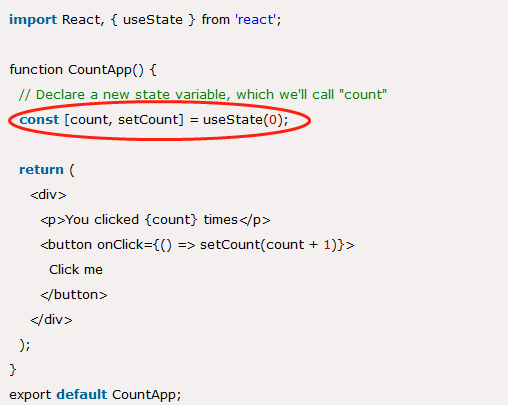 import React, { useState } from 'react';
function CountApp() {
// Declare a new state variable, which we'll call "count"
const [count, setCount] = useState(0);
return (
<div>
<p>You clicked {count} times</p>
<button onClick={() => setCount(count + 1)}>
Click me
</button>
</div>
);
}
export default CountApp;